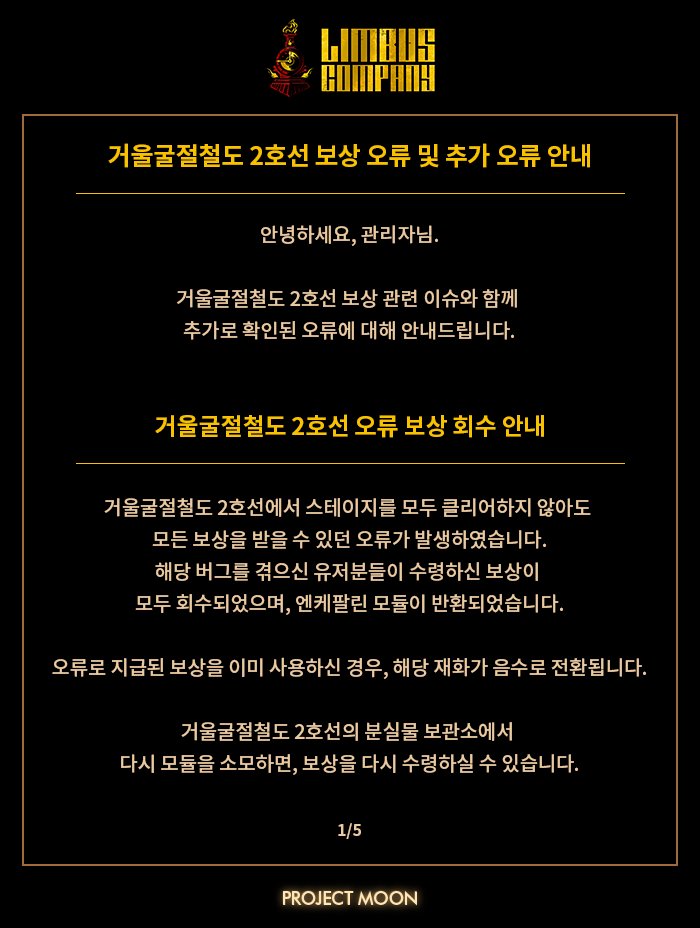 LIMBUS
COMPANY
거울굴절철도 2호선 보상 오류 및 추가 오류 안내
안녕하세요, 관리자님.
거울굴절철도 2호선 보상 관련 이슈와 함께
추가로 확인된 오류에 대해 안내드립니다.
거울굴절철도 2호선 오류 보상 회수 안내
거울굴절철도 2호선에서 스테이지를 모두 클리어하지 않아도
모든 보상을 받을 수 있던 오류가 발생하였습니다.
해당 버그를 겪으신 유저분들이 수령하신 보상이
모두 회수되었으며, 엔케팔린 모듈이 반환되었습니다.
오류로 지급된 보상을 이미 사용하신 경우, 해당 재화가 음수로 전환됩니다.
거울굴절철도 2호선의 분실물 보관소에서
다시 모듈을 소모하면, 보상을 다시 수령하실 수 있습니다.
1/5
PROJECT MOON